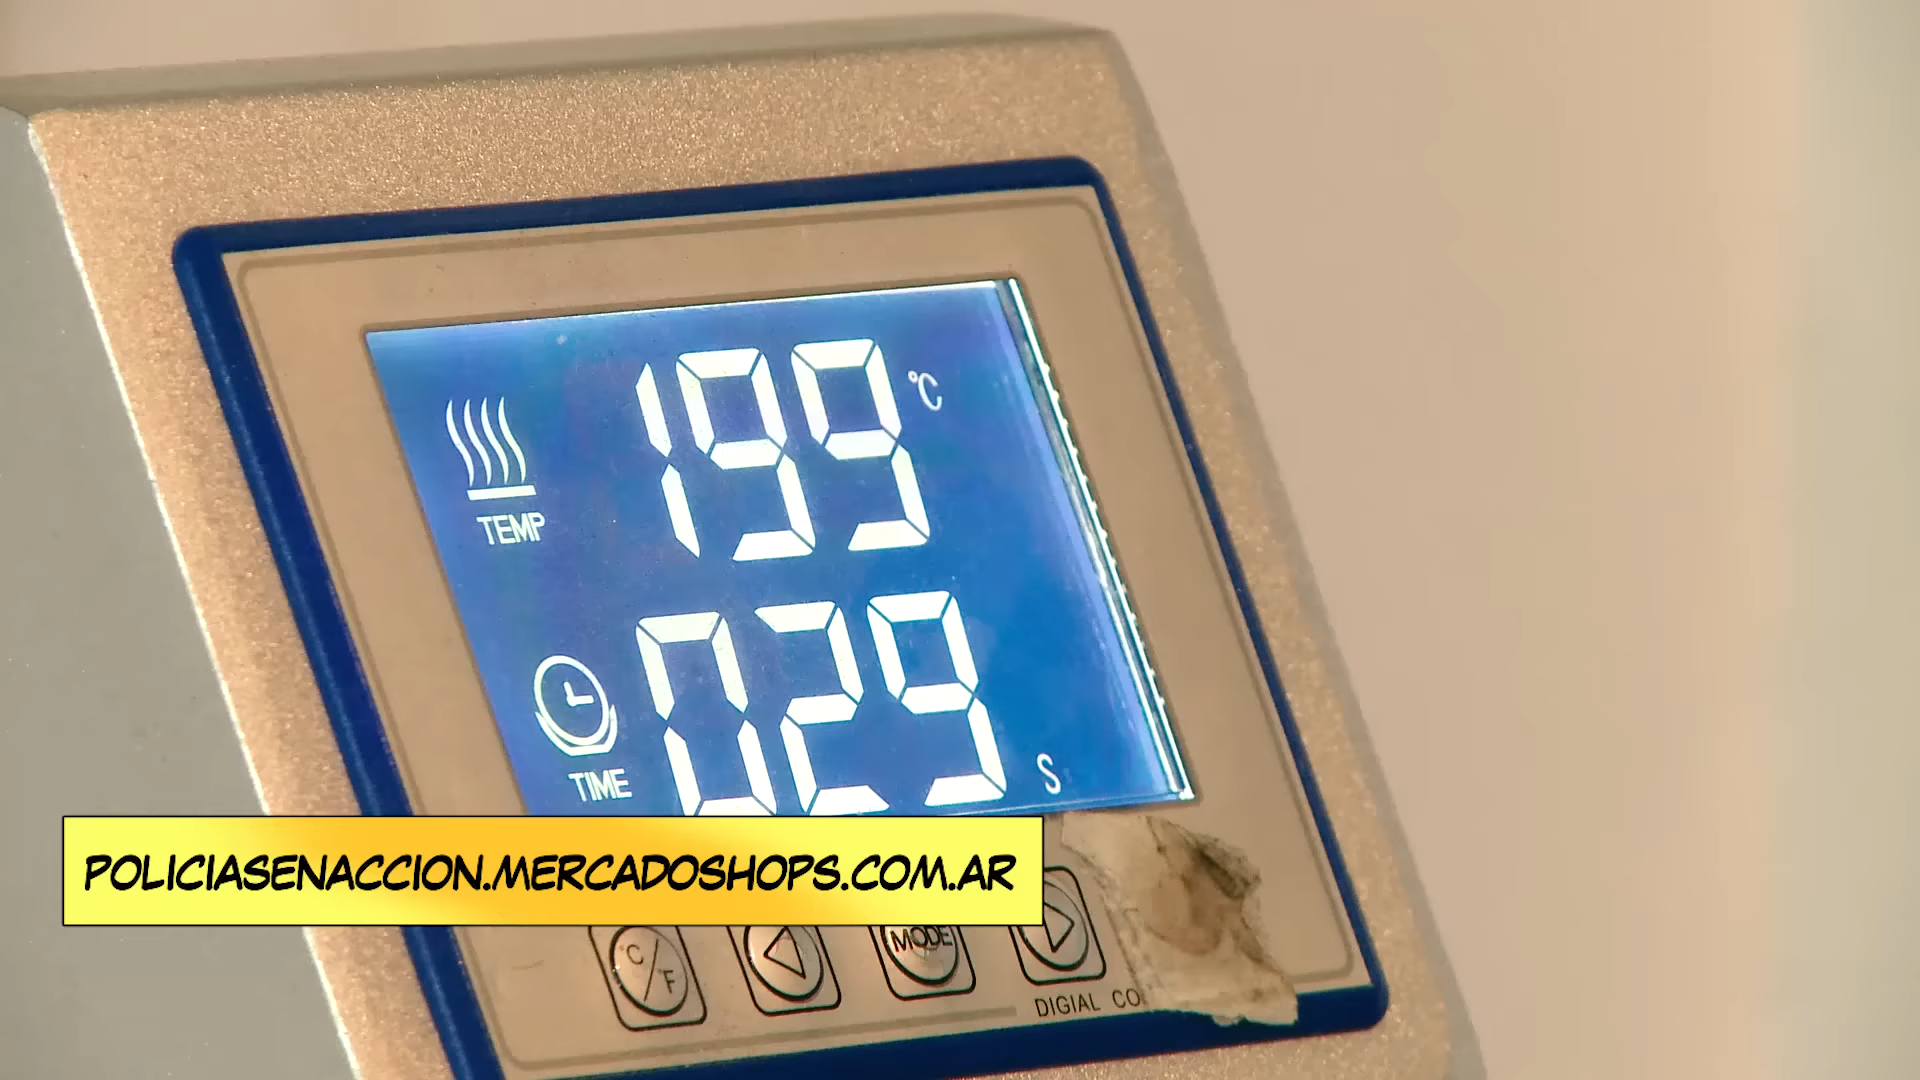 199 °C
TEMP
029 S
TIME
POLICIASENACCION.MERCADOSHOPS.COM.AR
°C/°F
MODE
DIGIAL